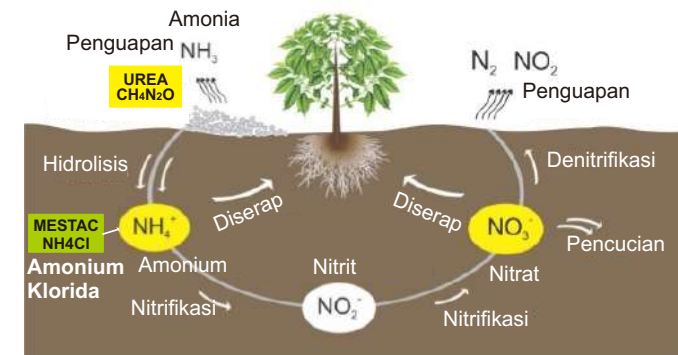 Amonia
Penguapan NH₃
UREA
CH₄N₂O
N₂ NO₂
Penguapan
Hidrolisis
Denitrifikasi
MESTAC
NH4Cl
NH₄⁺
Diserap
Diserap
NO₃⁻
Pencucian
Amonium
Klorida
Amonium
Nitrit
Nitrat
Nitrifikasi
NO₂⁻
Nitrifikasi